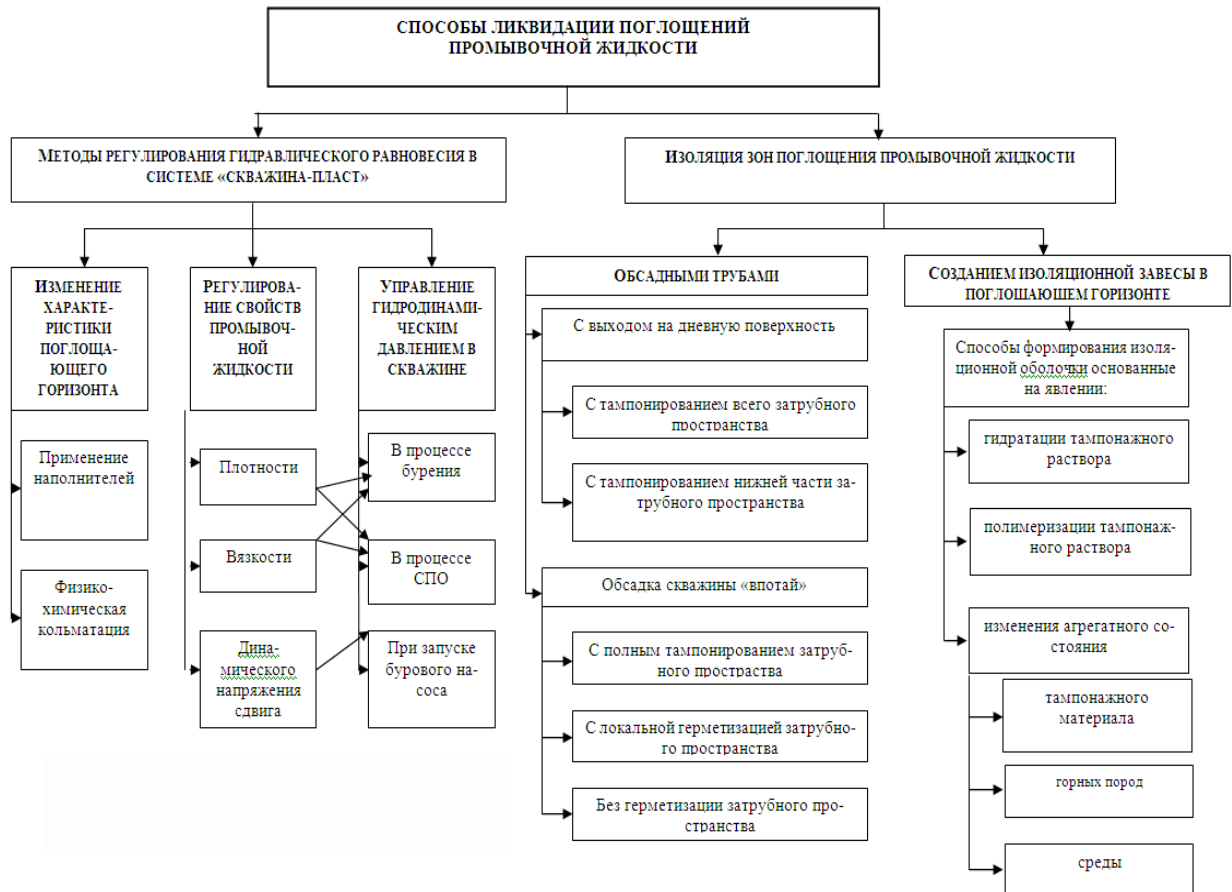 СПОСОБЫ ЛИКВИДАЦИИ ПОГЛОЩЕНИЙ
ПРОМЫВОЧНОЙ ЖИДКОСТИ
МЕТОДЫ РЕГУЛИРОВАНИЯ ГИДРАВЛИЧЕСКОГО РАВНОВЕСИЯ В
СИСТЕМЕ «СКВАЖИНА-ПЛАСТ»
ИЗМЕНЕНИЕ
ХАРАКТЕ-
РИСТИКИ
ПОГЛОЩА-
ЮЩЕГО
ГОРИЗОНТА
Применение
наполнителей
Физико-
химическая
кольматация
РЕГУЛИРОВА-
НИЕ СВОЙСТВ
ПРОМЫВОЧ-
НОЙ
ЖИДКОСТИ
Плотности
Вязкости
Дина-
мического
напряжения
сдвига
УПРАВЛЕНИЕ
ГИДРОДИНАМИ-
ЧЕСКИМ
ДАВЛЕНИЕМ В
СКВАЖИНЕ
В процессе
бурения
В процессе
СПО
При запуске
бурового на-
соса
ИЗОЛЯЦИЯ ЗОН ПОГЛОЩЕНИЯ ПРОМЫВОЧНОЙ ЖИДКОСТИ
ОБСАДНЫМИ ТРУБАМИ
С выходом на дневную поверхность
С тампонированием всего затрубного
пространства
С тампонированием нижней части за-
трубного пространства
Обсадка скважины «впотай»
С полным тампонированием затруб-
ного простраства
С локальной герметизацией затрубно-
го пространства
Без герметизации затрубного про-
странства
СОЗДАНИЕМ ИЗОЛЯЦИОННОЙ ЗАВЕСЫ В
ПОГЛОШАЮШЕМ ГОРИЗОНТЕ
Способы формирования изоля-
ционной оболочки основанные
на явлении:
гидратации тампонажного
раствора
полимеризации тампонаж-
ного раствора
изменения агрегатного со-
стояния
тампонажного
материала
горных пород
среды